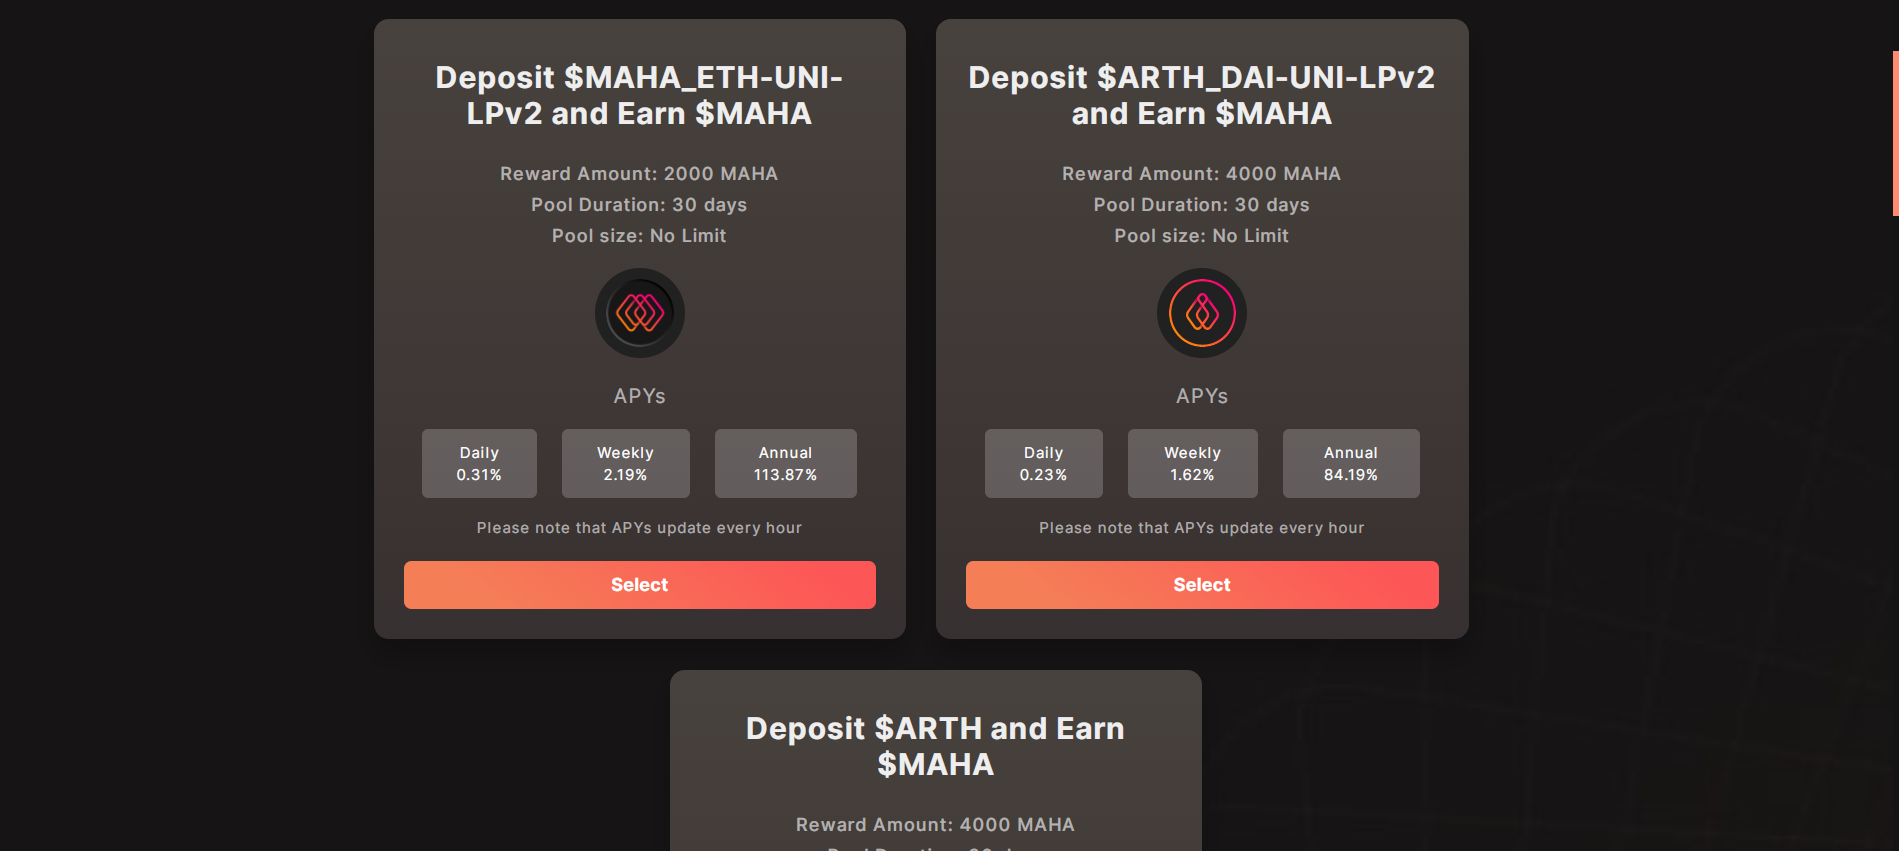 Deposit $MAHA_ETH-UNI-
LPv2 and Earn $MAHA
Reward Amount: 2000 MAHA
Pool Duration: 30 days
Pool size: No Limit
APYs
Daily
0.31%
Weekly
2.19%
Annual
113.87%
Please note that APYs update every hour
Select
Deposit $ARTH_DAI-UNI-LPv2
and Earn $MAHA
Reward Amount: 4000 MAHA
Pool Duration: 30 days
Pool size: No Limit
APYs
Daily
0.23%
Weekly
1.62%
Annual
84.19%
Please note that APYs update every hour
Select
Deposit $ARTH and Earn
$MAHA
Reward Amount: 4000 MAHA